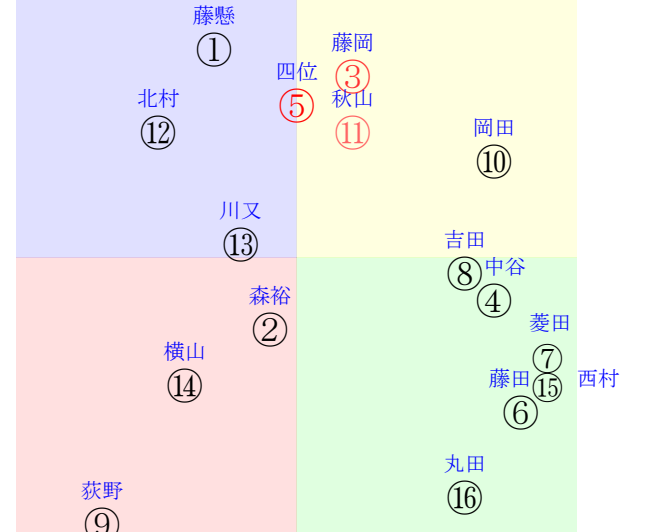 藤懸
①
藤岡
③
四位
⑤
秋山
⑪
北村
⑫
岡田
⑩
川又
⑬
吉田
⑧
中谷
④
森裕
②
菱田
⑦
横山
⑭
藤田
⑥
⑮
西村
丸田
⑯
荻野
⑨